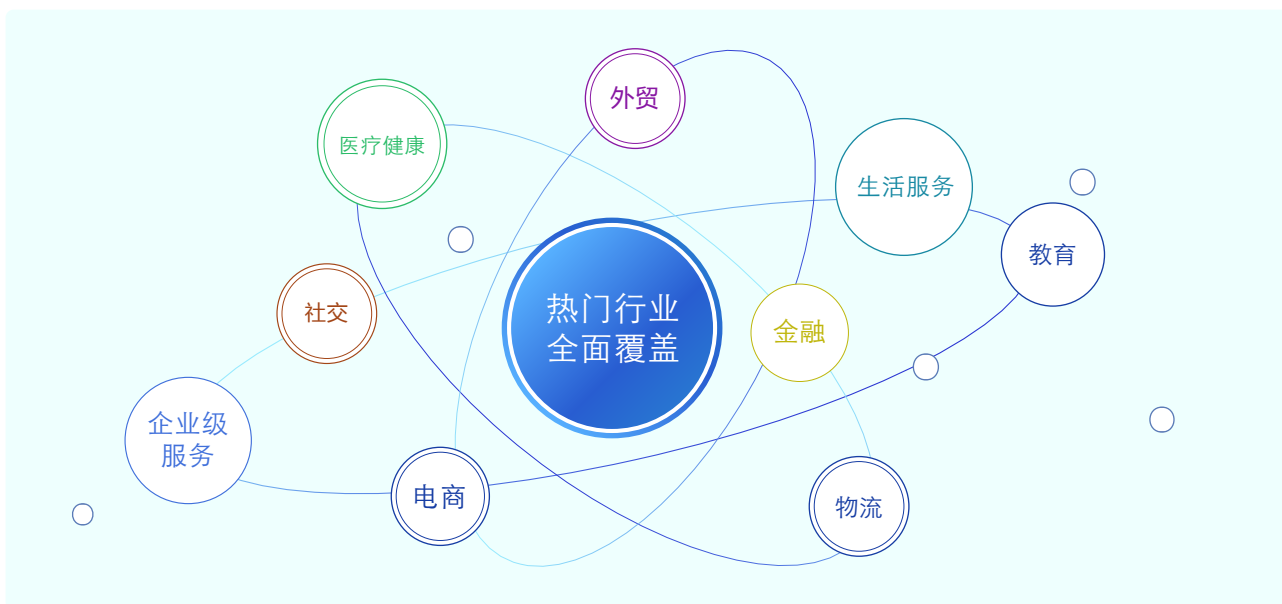 外贸
医疗健康
生活服务
教育
社交
热门行业
全面覆盖
金融
企业级
服务
电商
物流